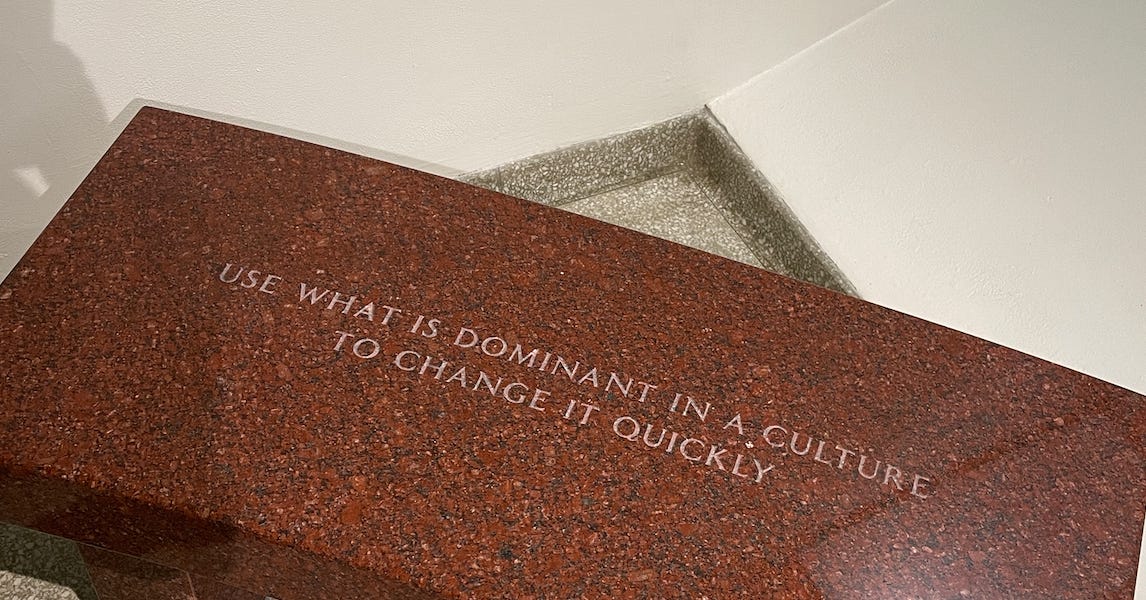 USE WHAT IS DOMINANT IN A CULTURE
TO CHANGE IT QUICKLY